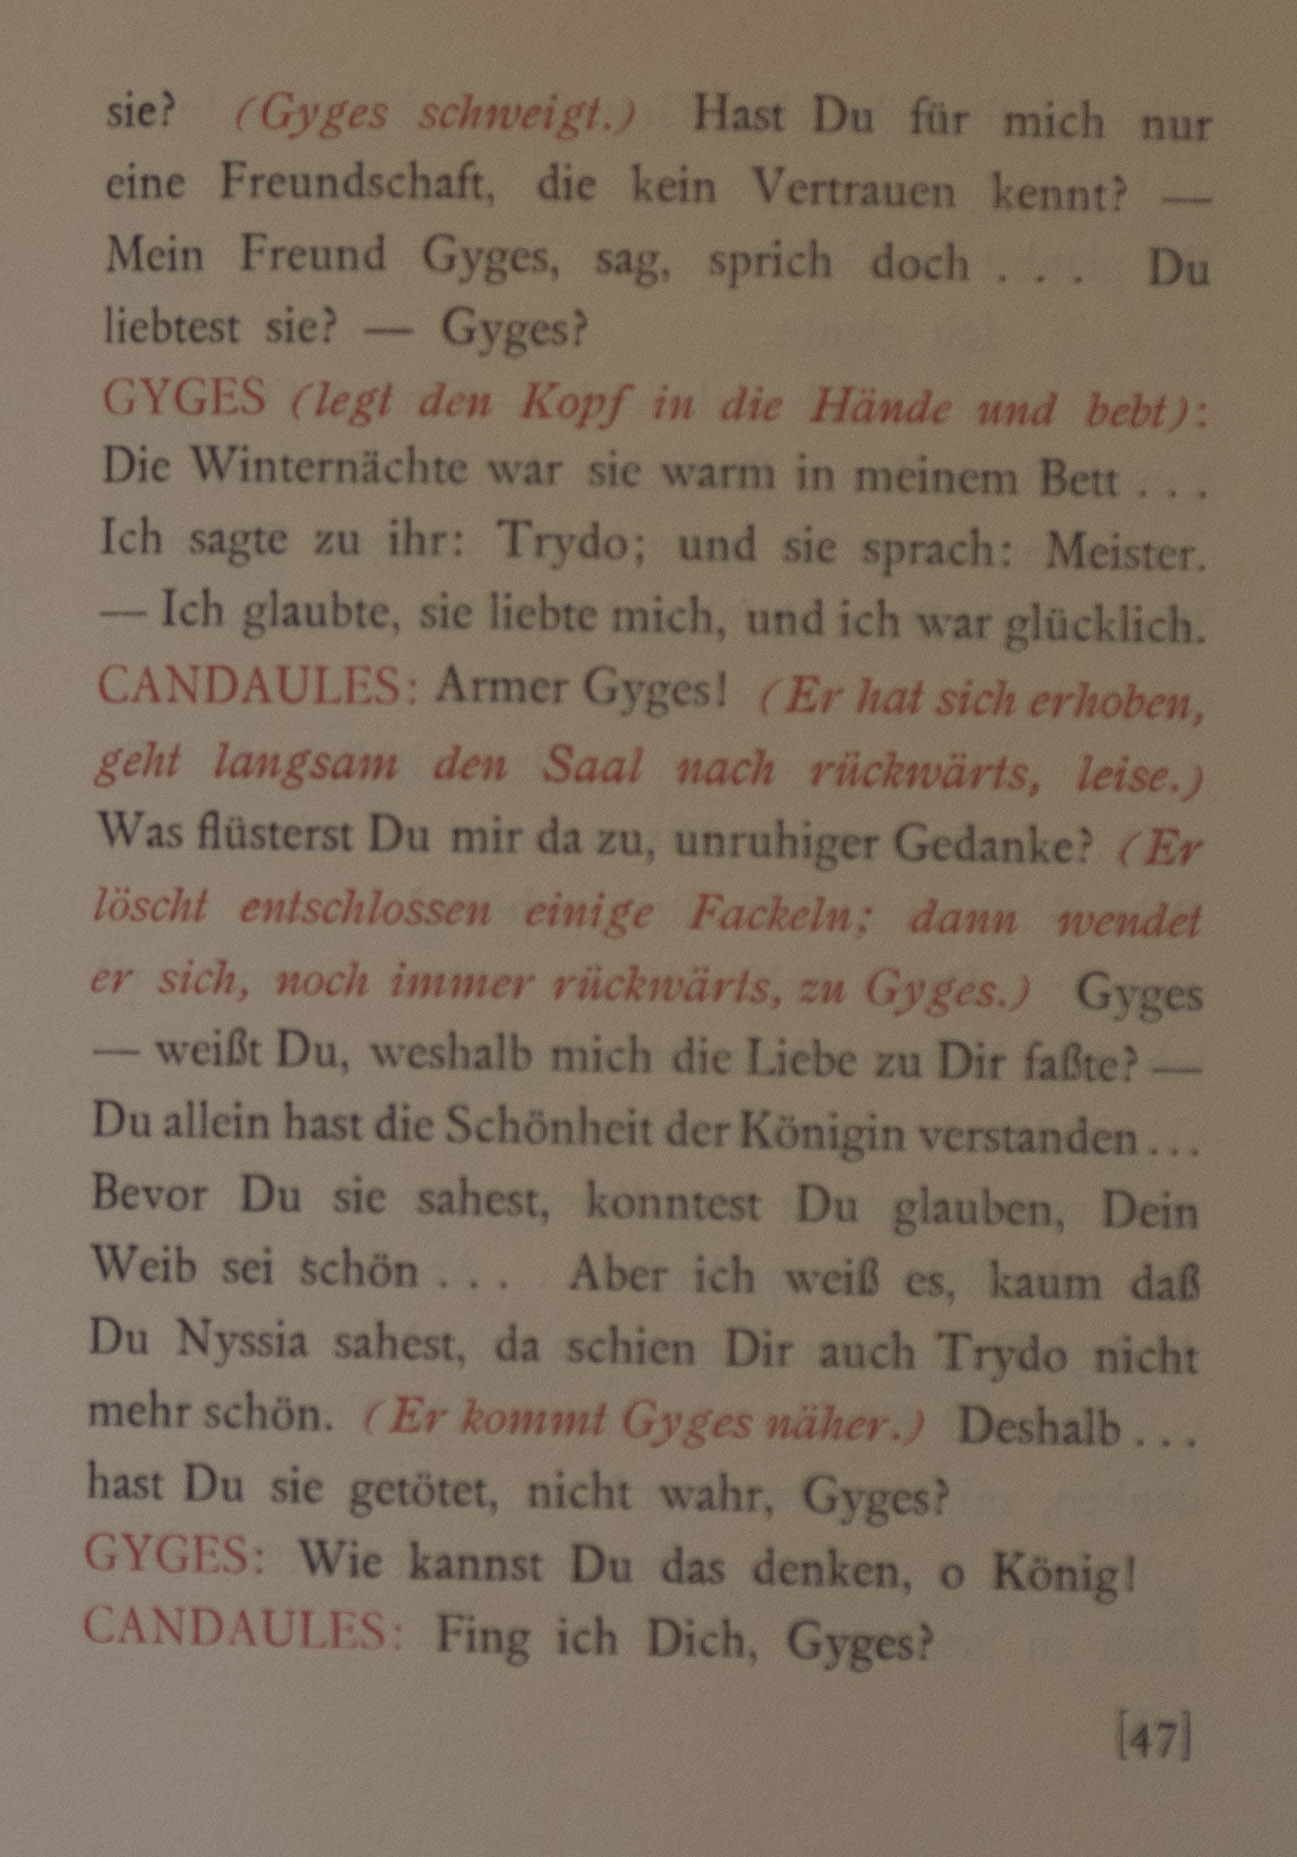 sie? (Gyges schweigt.) Hast Du für mich nur
eine Freundschaft, die kein Vertrauen kennt? —
Mein Freund Gyges, sag, sprich doch . . . Du
liebtest sie? — Gyges?
GYGES (legt den Kopf in die Hände und bebt):
Die Winternächte war sie warm in meinem Bett . . .
Ich sagte zu ihr: Trydo; und sie sprach: Meister.
— Ich glaubte, sie liebte mich, und ich war glücklich.
CANDAULES: Armer Gyges! (Er hat sich erhoben,
geht langsam den Saal nach rückwärts, leise.)
Was flüsterst Du mir da zu, unruhiger Gedanke? (Er
löscht entschlossen einige Fackeln; dann wendet
er sich, noch immer rückwärts, zu Gyges.) Gyges
— weißt Du, weshalb mich die Liebe zu Dir faßte? —
Du allein hast die Schönheit der Königin verstanden . . .
Bevor Du sie sahest, konntest Du glauben, Dein
Weib sei schön . . . Aber ich weiß es, kaum daß
Du Nyssia sahest, da schien Dir auch Trydo nicht
mehr schön. (Er kommt Gyges näher.) Deshalb . . .
hast Du sie getötet, nicht wahr, Gyges?
GYGES: Wie kannst Du das denken, o König!
CANDAULES: Fing ich Dich, Gyges?
[47]